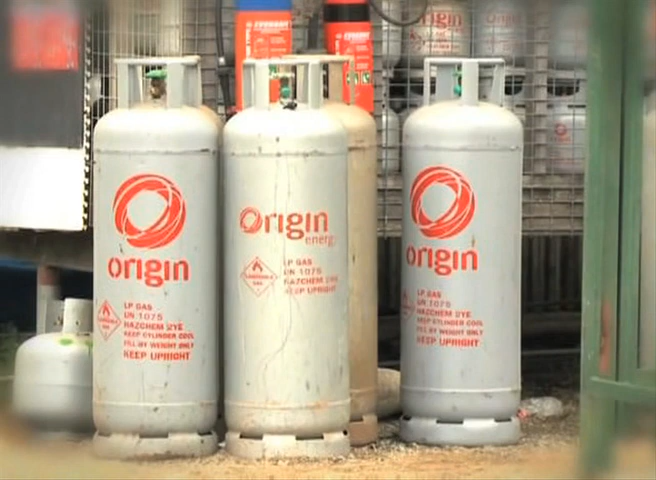 origin
LP GAS
UN 1075
HAZCHEM 2YE
KEEP CYLINDER COOL
FILL BY WEIGHT ONLY
KEEP UPRIGHT
Origin
energy
LP GAS
UN 1075
HAZCHEM 2YE
KEEP UPRIGHT
origin
LP GAS
UN 1075
HAZCHEM 2YE
KEEP CYLINDER COOL
FILL BY WEIGHT ONLY
KEEP UPRIGHT
origin